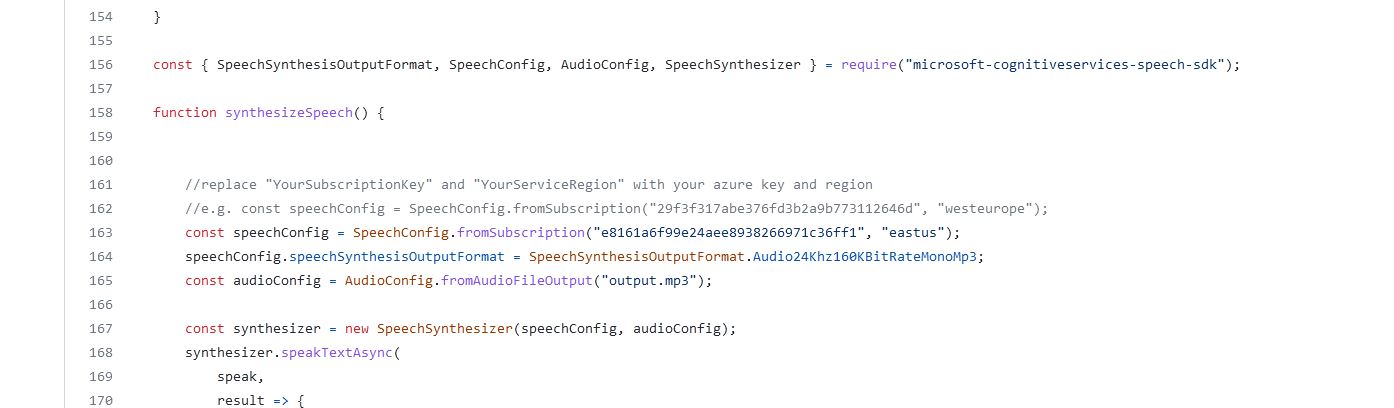 154 }
155
156 const { SpeechSynthesisOutputFormat, SpeechConfig, AudioConfig, SpeechSynthesizer } = require("microsoft-cognitiveservices-speech-sdk");
157
158 function synthesizeSpeech() {
159
160
161 //replace "YourSubscriptionKey" and "YourServiceRegion" with your azure key and region
162 //e.g. const speechConfig = SpeechConfig.fromSubscription("29f3f317abe376fd3b2a9b773112646d", "westeurope");
163 const speechConfig = SpeechConfig.fromSubscription("e8161a6f99e24aee8938266971c36ff1", "eastus");
164 speechConfig.speechSynthesisOutputFormat = SpeechSynthesisOutputFormat.Audio24Khz160KBitRateMonoMp3;
165 const audioConfig = AudioConfig.fromAudioFileOutput("output.mp3");
166
167 const synthesizer = new SpeechSynthesizer(speechConfig, audioConfig);
168 synthesizer.speakTextAsync(
169 speak,
170 result => {